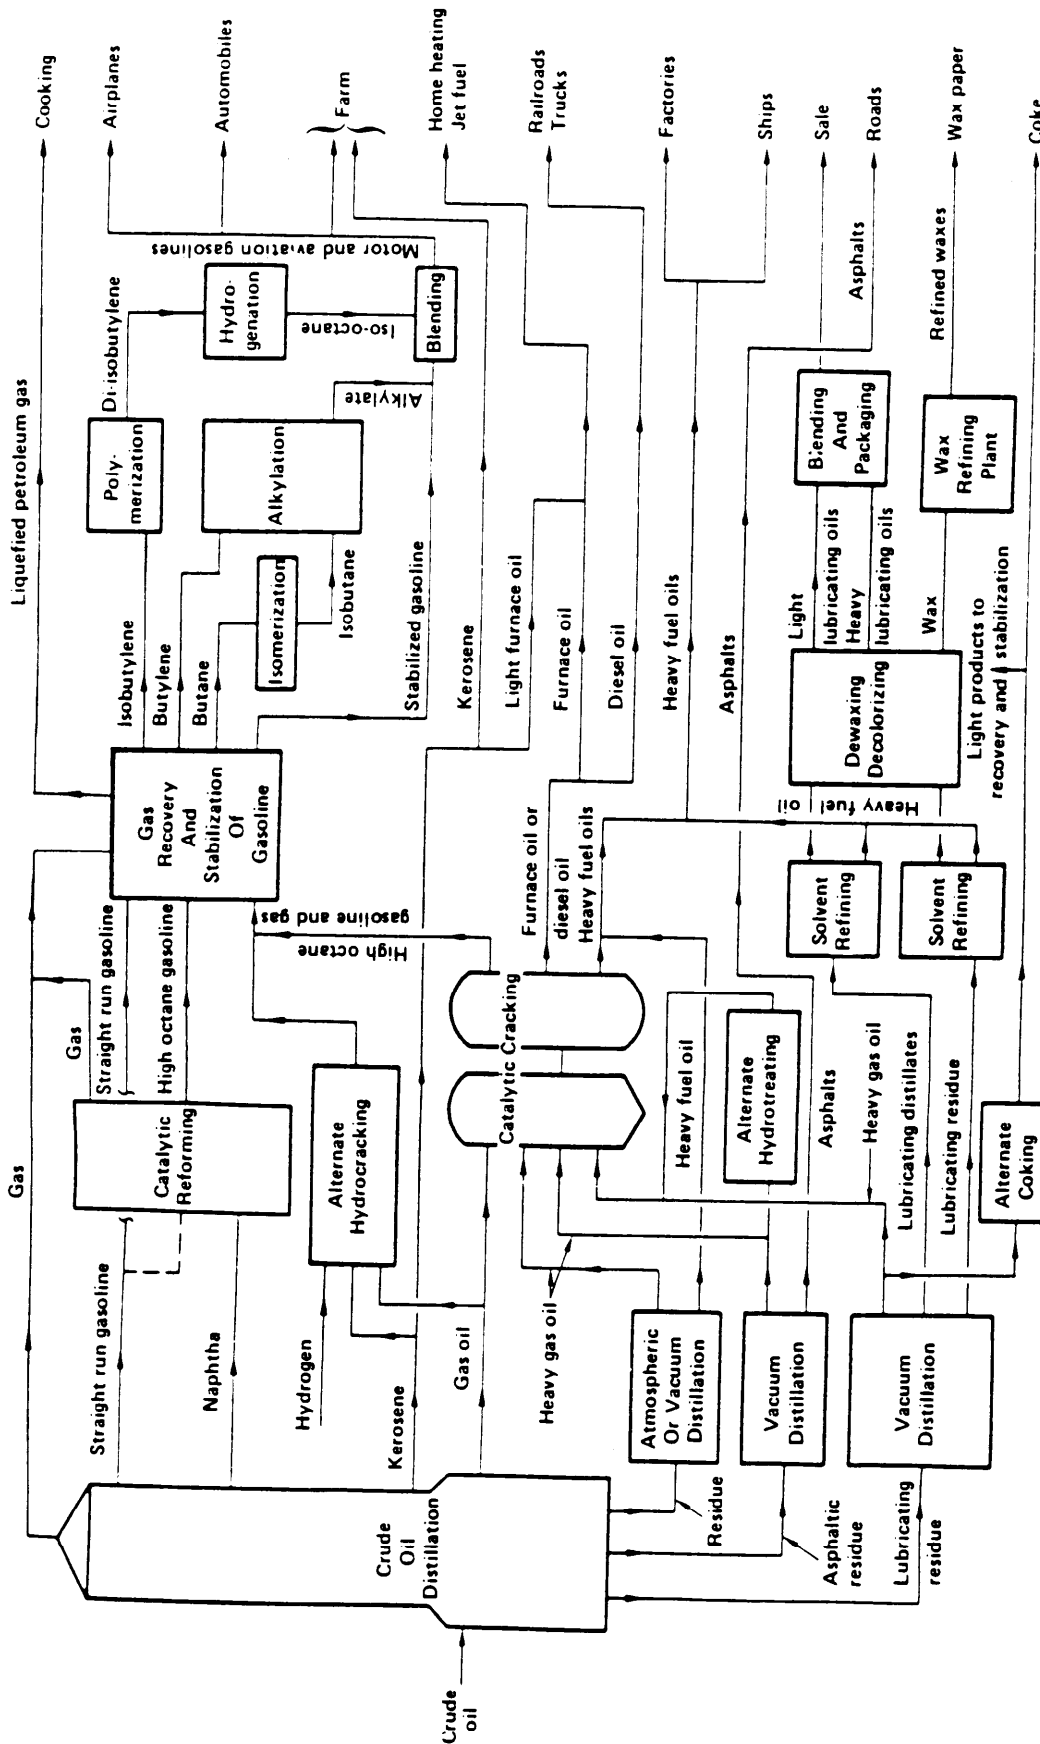 Crude
oil
Crude
Oil
Distillation
Gas
Straight run gasoline
Naphtha
Hydrogen
Kerosene
Gas oil
Heavy gas oil
Residue
Asphaltic
residue
Lubricating
residue
Atmospheric
Or Vacuum
Distillation
Vacuum
Distillation
Vacuum
Distillation
Catalytic
Reforming
Alternate
Hydrocracking
Catalytic Cracking
Alternate
Hydrotreating
Alternate
Coking
Gas
Straight run gasoline
High octane gasoline
High octane
gasoline and gas
Heavy fuel oil
Asphalts
Heavy gas oil
Lubricating distillates
Lubricating residue
Gas
Recovery
And
Stabilization
Of
Gasoline
Furnace oil or
diesel oil
Heavy fuel oils
Solvent
Refining
Solvent
Refining
Heavy fuel
oil
Liquefied petroleum gas
Isobutylene
Butylene
Butane
Isomerization
Isobutane
Stabilized gasoline
Kerosene
Light furnace oil
Furnace oil
Diesel oil
Heavy fuel oils
Asphalts
Dewaxing
Decolorizing
Light products to
recovery and stabilization
Poly-
merization
Alkylation
Di-isobutylene
Hydro-
genation
Iso-octane
Alkylate
Blending
Motor and aviation gasolines
Light
lubricating oils
Heavy
lubricating oils
Wax
Blending
And
Packaging
Wax
Refining
Plant
Asphalts
Refined waxes
Cooking
Airplanes
Automobiles
Farm
Home heating
Jet fuel
Railroads
Trucks
Factories
Ships
Sale
Roads
Wax paper
Coke